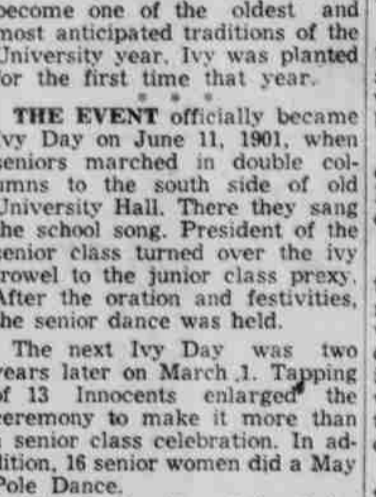 become one of the oldest and
most anticipated traditions of the
University year. Ivy was planted
for the first time that year.
* * *
THE EVENT officially became
Ivy Day on June 11, 1901, when
seniors marched in double col-
umns to the south side of old
University Hall. There they sang
the school song. President of the
senior class turned over the ivy
trowel to the junior class prexy.
After the oration and festivities,
the senior dance was held.
The next Ivy Day was two
years later on March 1. Tapping
of 13 Innocents enlarged the
ceremony to make it more than
a senior class celebration. In ad-
dition, 16 senior women did a May
Pole Dance.